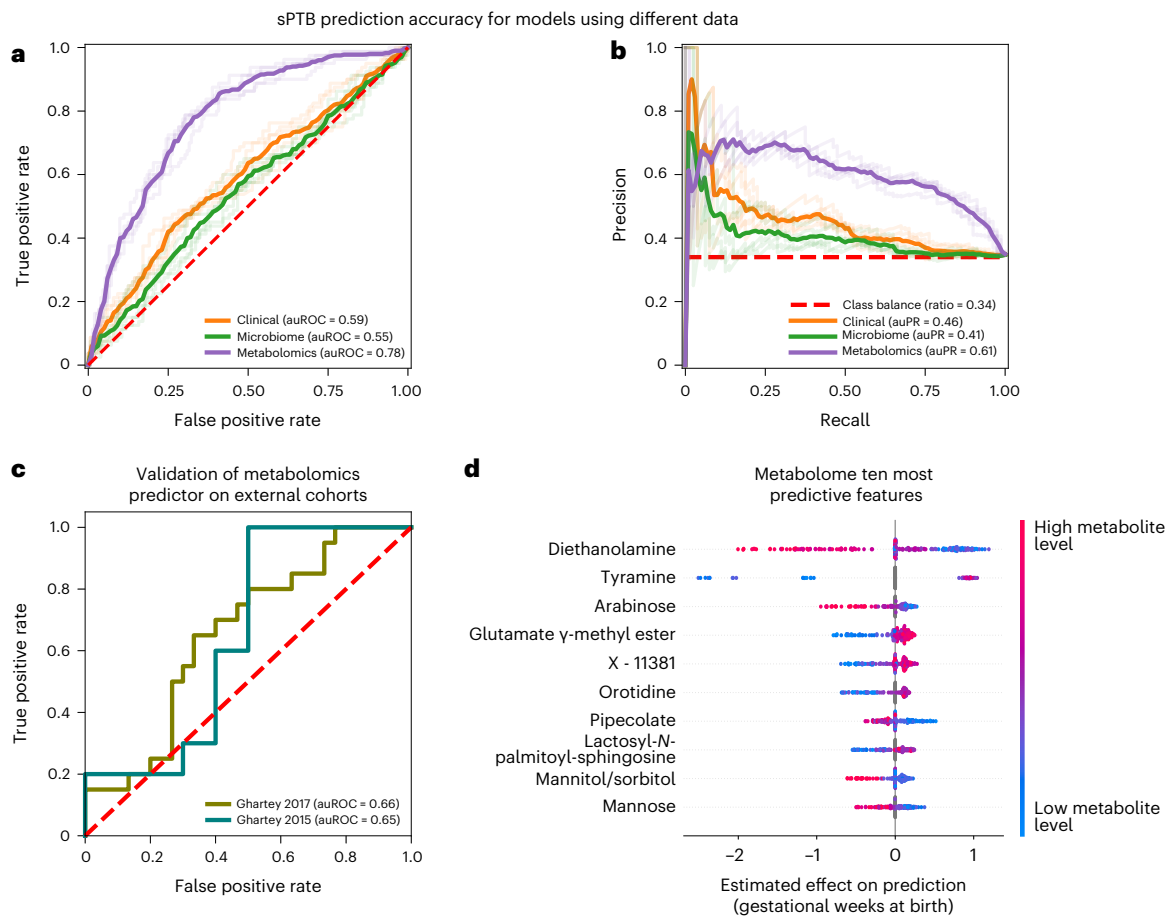 sPTB prediction accuracy for models using different data
a
1.0
0.8
0.6
0.4
0.2
0
True positive rate
Clinical (auROC = 0.59)
Microbiome (auROC = 0.55)
Metabolomics (auROC = 0.78)
0 0.25 0.50 0.75 1.00
False positive rate
b
1.0
0.8
0.6
0.4
0.2
0
Precision
Class balance (ratio = 0.34)
Clinical (auPR = 0.46)
Microbiome (auPR = 0.41)
Metabolomics (auPR = 0.61)
0 0.25 0.50 0.75 1.00
Recall
c
Validation of metabolomics
predictor on external cohorts
1.0
0.8
0.6
0.4
0.2
0
True positive rate
Ghartey 2017 (auROC = 0.66)
Ghartey 2015 (auROC = 0.65)
0 0.2 0.4 0.6 0.8 1.0
False positive rate
d
Metabolome ten most
predictive features
Diethanolamine
Tyramine
Arabinose
Glutamate γ-methyl ester
X - 11381
Orotidine
Pipecolate
Lactosyl-N-
palmitoyl-sphingosine
Mannitol/sorbitol
Mannose
−2 −1 0 1
Estimated effect on prediction
(gestational weeks at birth)
High metabolite
level
Low metabolite
level